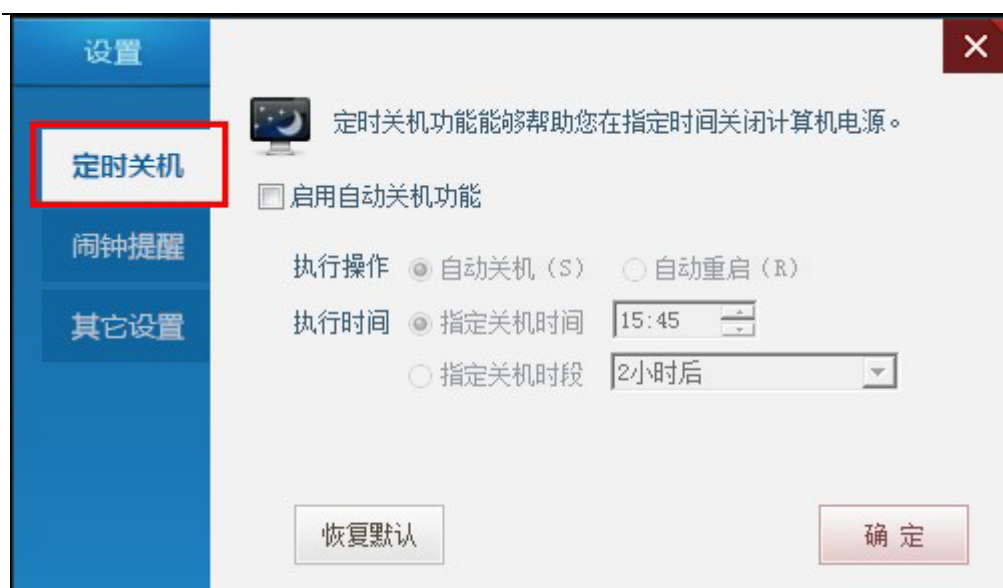 设置
定时关机
闹钟提醒
其它设置
定时关机功能能够帮助您在指定时间关闭计算机电源。
启用自动关机功能
执行操作 自动关机（S） 自动重启（R）
执行时间 指定关机时间 15:45
指定关机时段 2小时后
恢复默认 确定